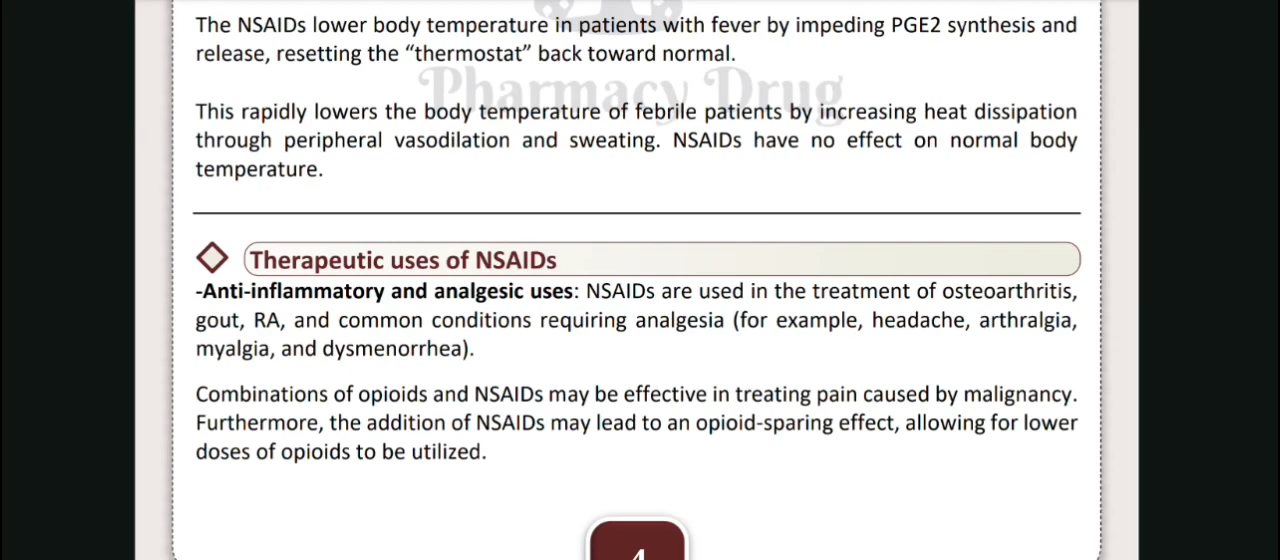 The NSAIDs lower body temperature in patients with fever by impeding PGE2 synthesis and
release, resetting the “thermostat” back toward normal.
Pharmacy Drug
This rapidly lowers the body temperature of febrile patients by increasing heat dissipation
through peripheral vasodilation and sweating. NSAIDs have no effect on normal body
temperature.
Therapeutic uses of NSAIDs
-Anti-inflammatory and analgesic uses: NSAIDs are used in the treatment of osteoarthritis,
gout, RA, and common conditions requiring analgesia (for example, headache, arthralgia,
myalgia, and dysmenorrhea).
Combinations of opioids and NSAIDs may be effective in treating pain caused by malignancy.
Furthermore, the addition of NSAIDs may lead to an opioid-sparing effect, allowing for lower
doses of opioids to be utilized.
4